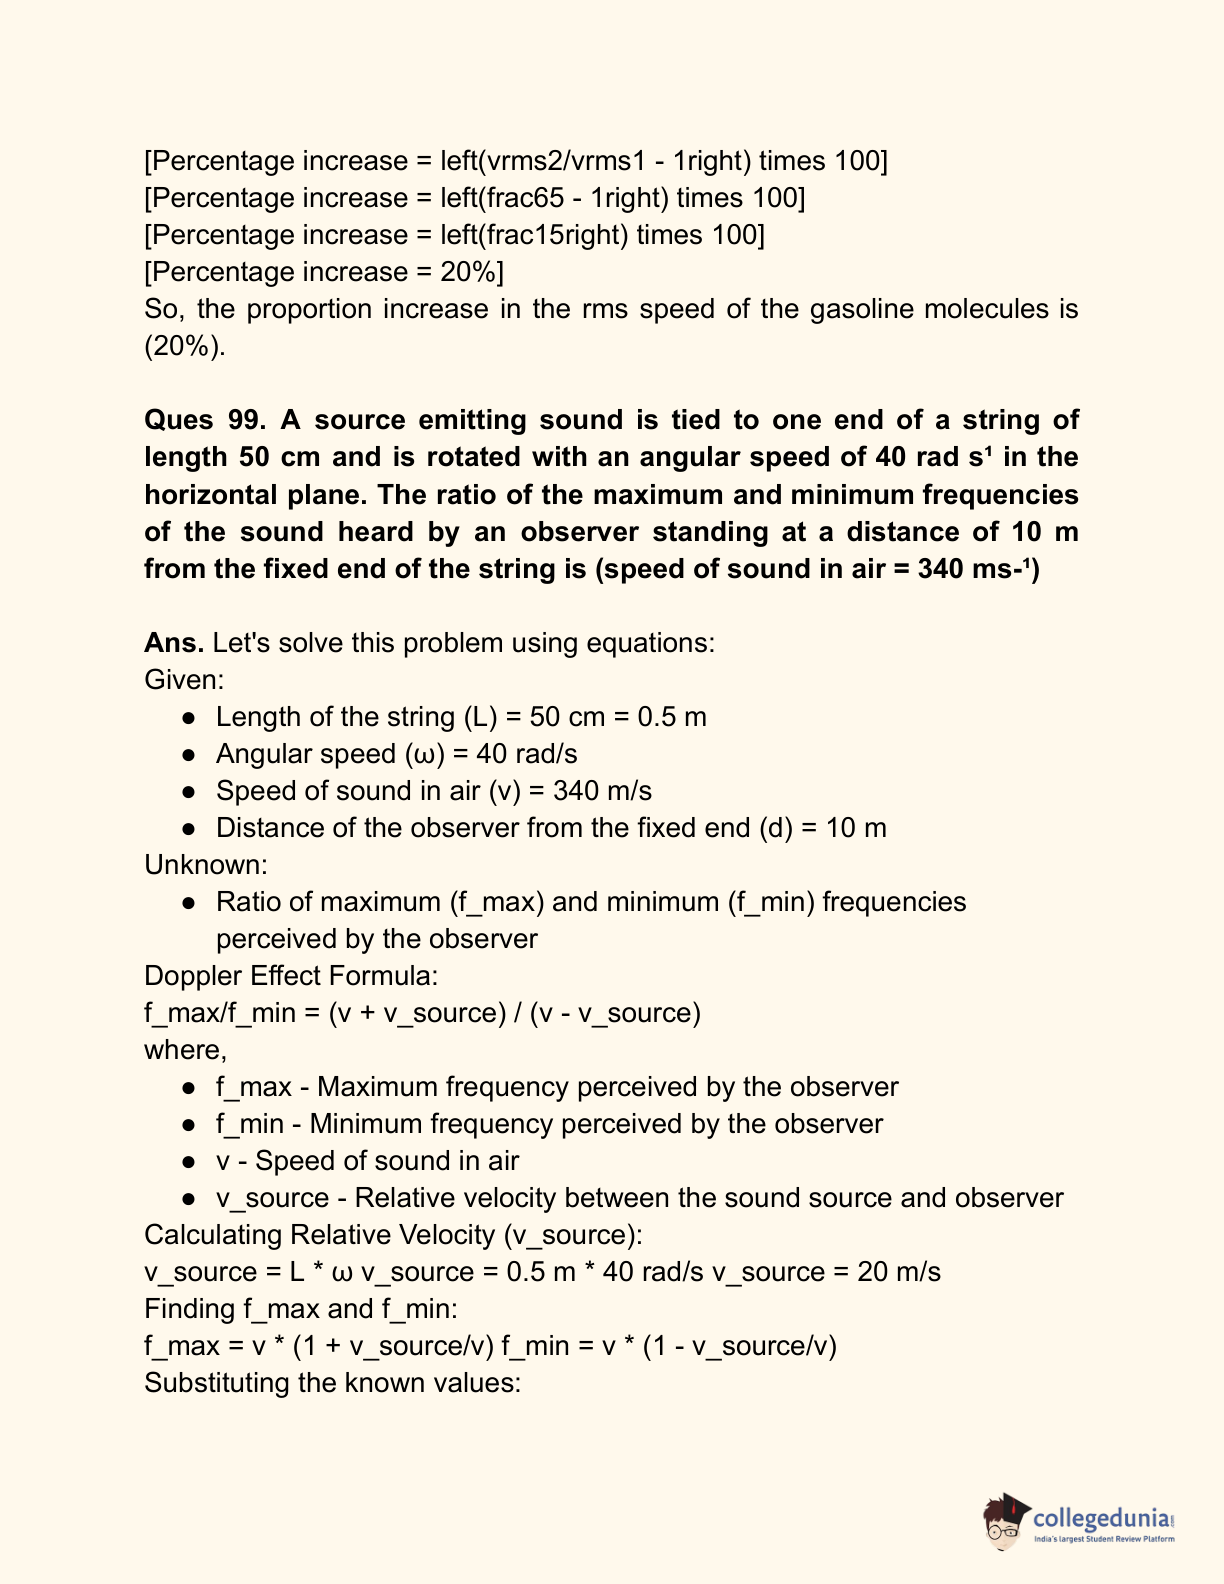 [Percentage increase = left(vrms2/vrms1 - 1right) times 100]
[Percentage increase = left(frac65 - 1right) times 100]
[Percentage increase = left(frac15right) times 100]
[Percentage increase = 20%]
So, the proportion increase in the rms speed of the gasoline molecules is
(20%).
Ques 99. A source emitting sound is tied to one end of a string of
length 50 cm and is rotated with an angular speed of 40 rad s¹ in the
horizontal plane. The ratio of the maximum and minimum frequencies
of the sound heard by an observer standing at a distance of 10 m
from the fixed end of the string is (speed of sound in air = 340 ms-¹)
Ans. Let's solve this problem using equations:
Given:
● Length of the string (L) = 50 cm = 0.5 m
● Angular speed (ω) = 40 rad/s
● Speed of sound in air (v) = 340 m/s
● Distance of the observer from the fixed end (d) = 10 m
Unknown:
● Ratio of maximum (f_max) and minimum (f_min) frequencies
perceived by the observer
Doppler Effect Formula:
f_max/f_min = (v + v_source) / (v - v_source)
where,
● f_max - Maximum frequency perceived by the observer
● f_min - Minimum frequency perceived by the observer
● v - Speed of sound in air
● v_source - Relative velocity between the sound source and observer
Calculating Relative Velocity (v_source):
v_source = L * ω v_source = 0.5 m * 40 rad/s v_source = 20 m/s
Finding f_max and f_min:
f_max = v * (1 + v_source/v) f_min = v * (1 - v_source/v)
Substituting the known values:
collegedunia.com
India's largest Student Review Platform